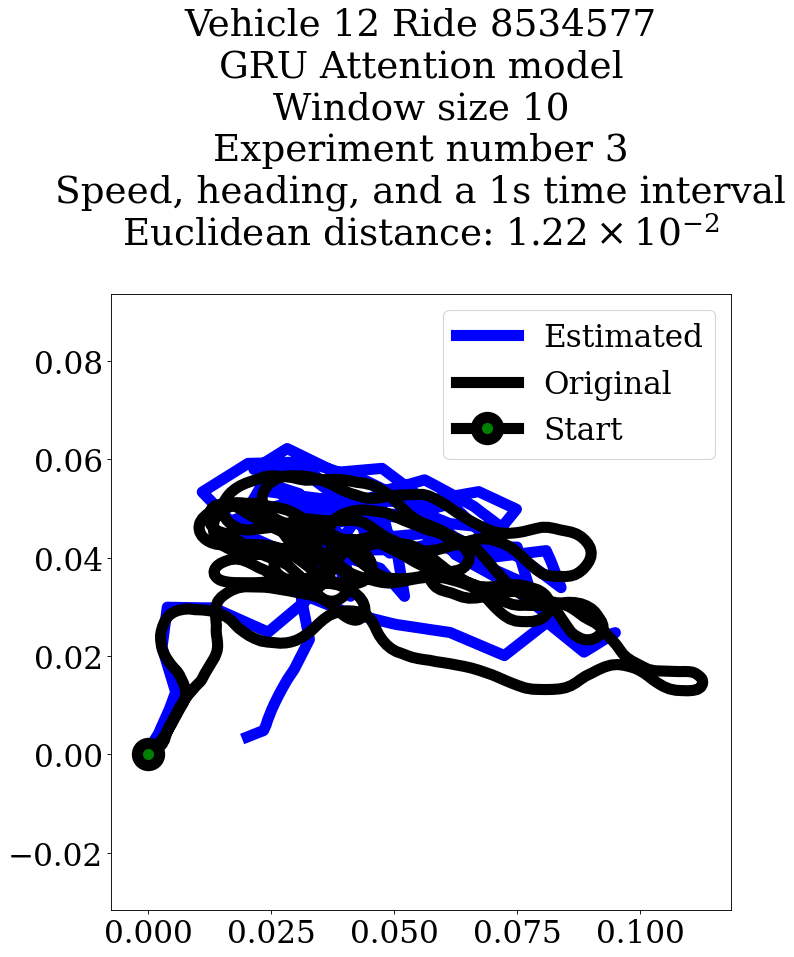 Vehicle 12 Ride 8534577
GRU Attention model
Window size 10
Experiment number 3
Speed, heading, and a 1s time interval
Euclidean distance: 1.22 × 10⁻²
Estimated
Original
Start
0.08
0.06
0.04
0.02
0.00
−0.02
0.000 0.025 0.050 0.075 0.100